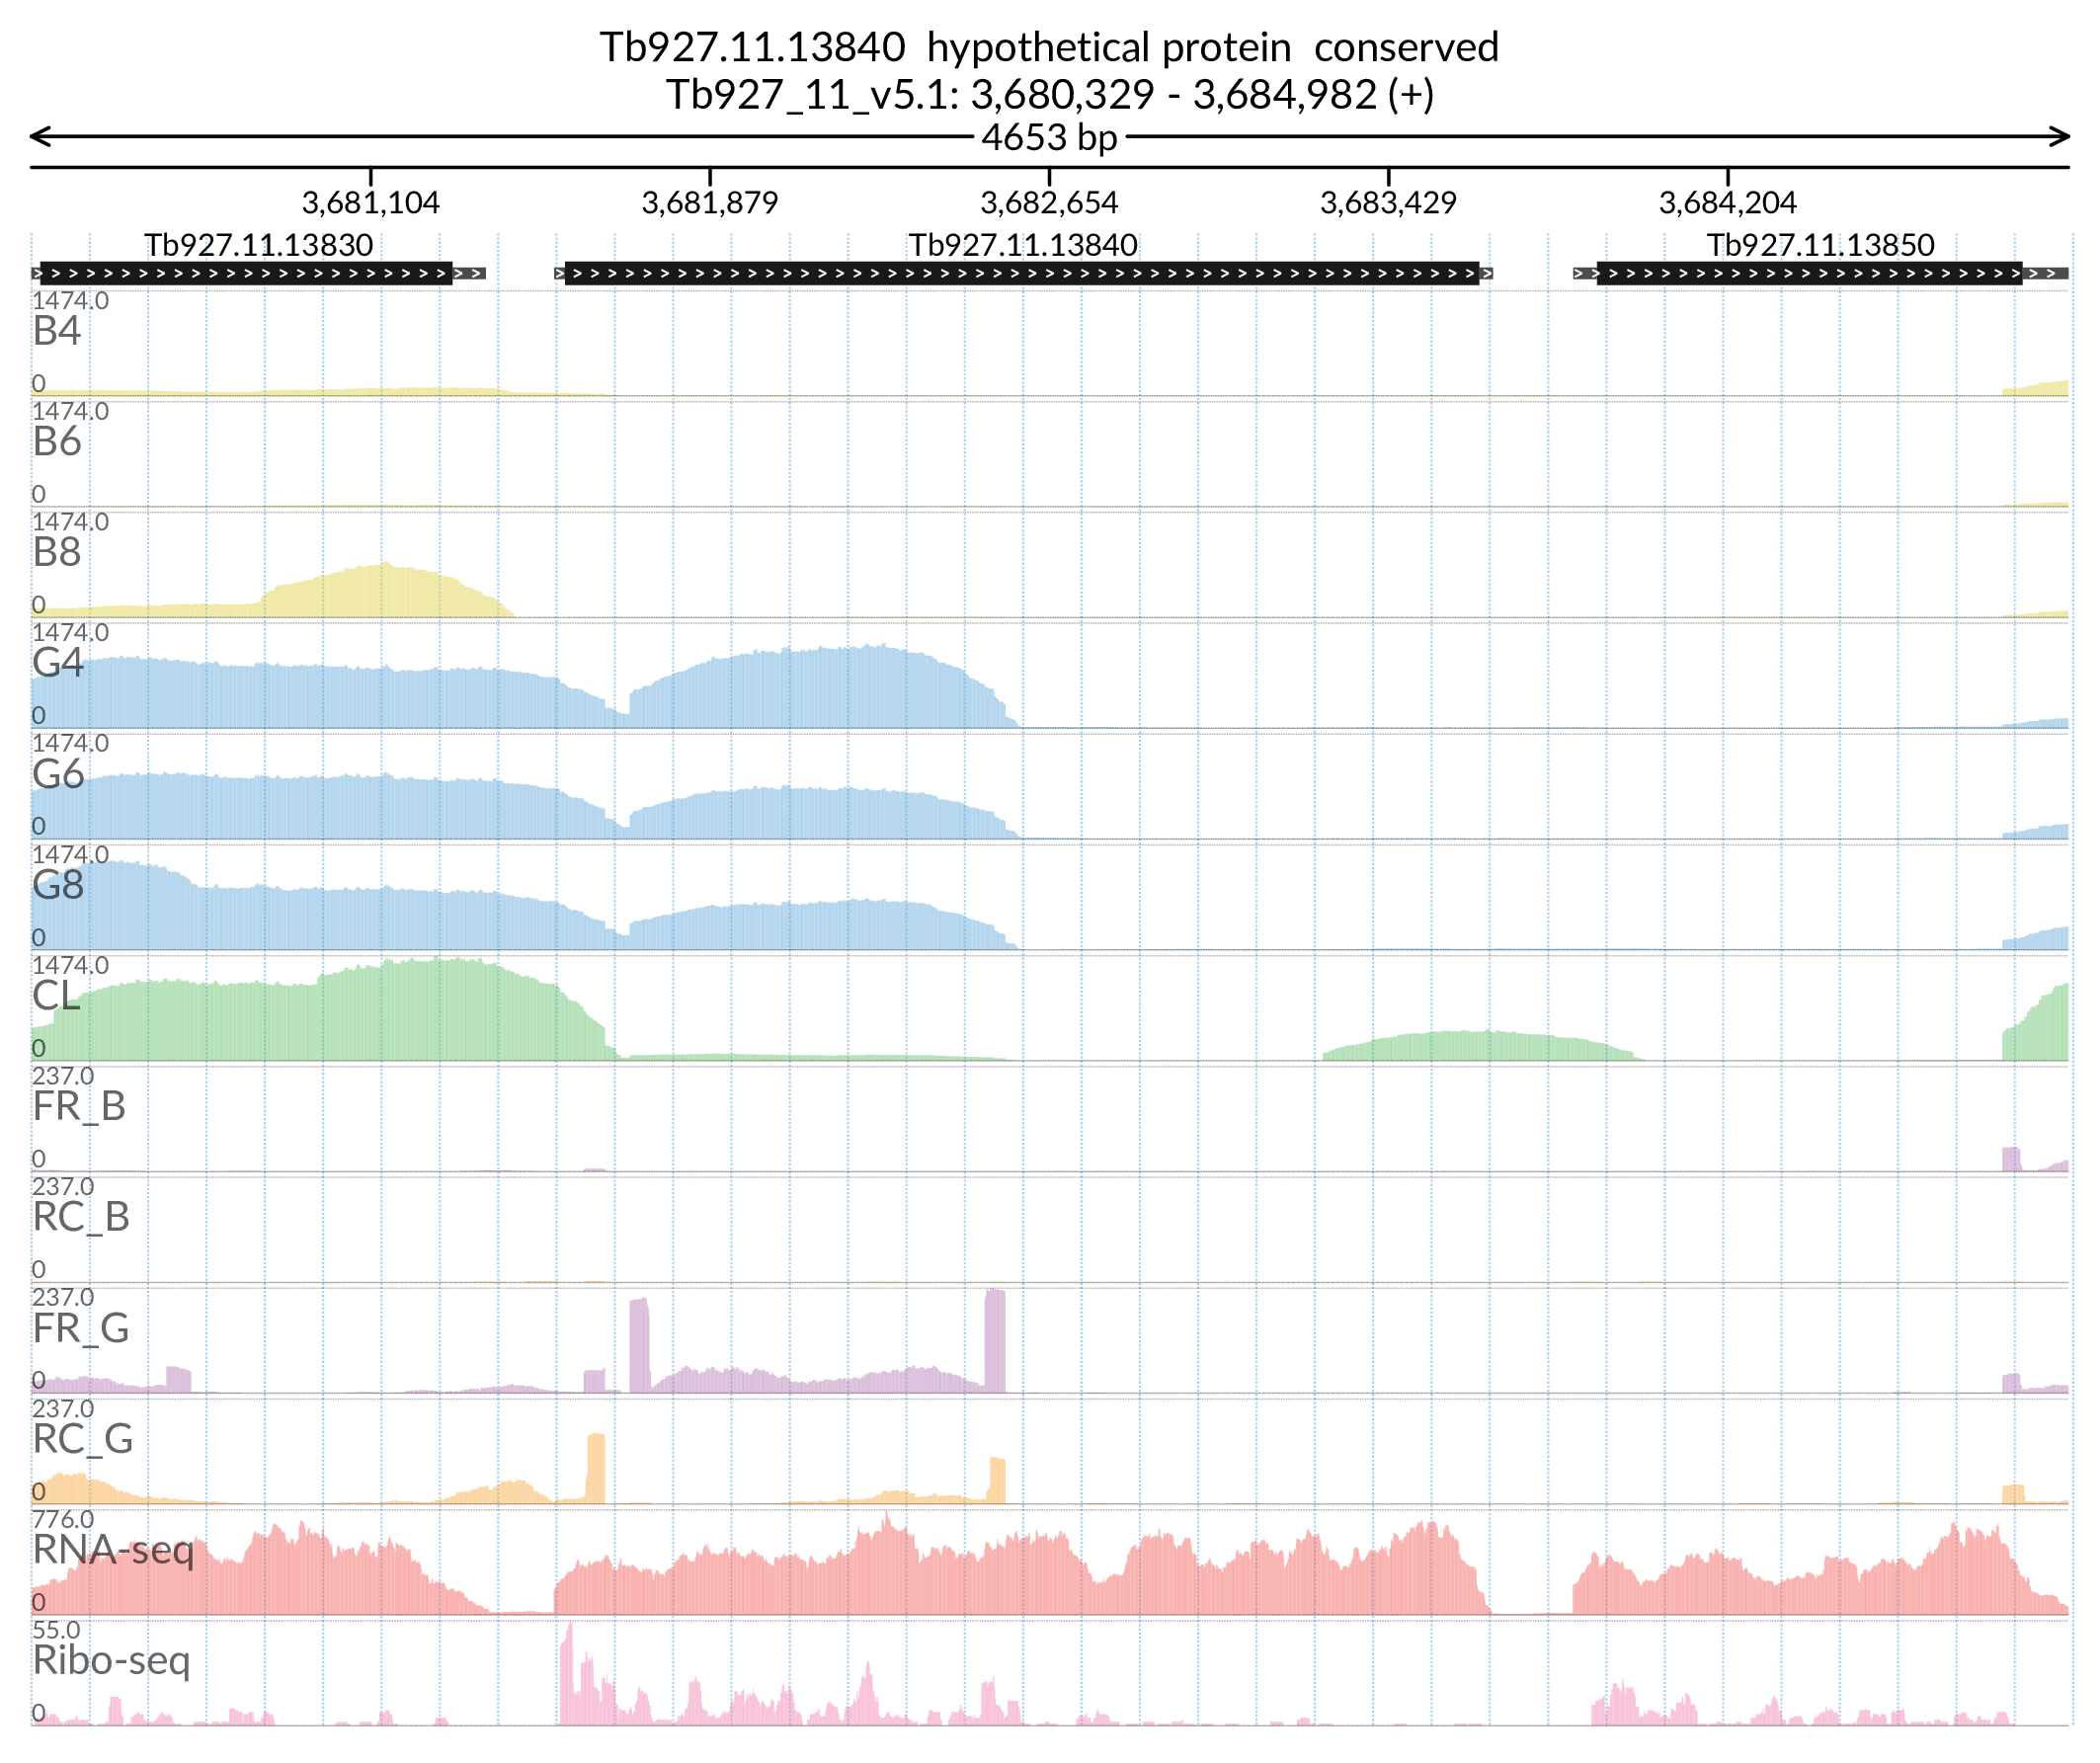 Tb927.11.13840 hypothetical protein conserved
Tb927_11_v5.1: 3,680,329 - 3,684,982 (+)
4653 bp
3,681,104 3,681,879 3,682,654 3,683,429 3,684,204
Tb927.11.13830 Tb927.11.13840 Tb927.11.13850
1474.0
B4
0
1474.0
B6
0
1474.0
B8
0
1474.0
G4
0
1474.0
G6
0
1474.0
G8
0
1474.0
CL
0
237.0
FR_B
0
237.0
RC_B
0
237.0
FR_G
0
237.0
RC_G
0
776.0
RNA-seq
0
55.0
Ribo-seq
0